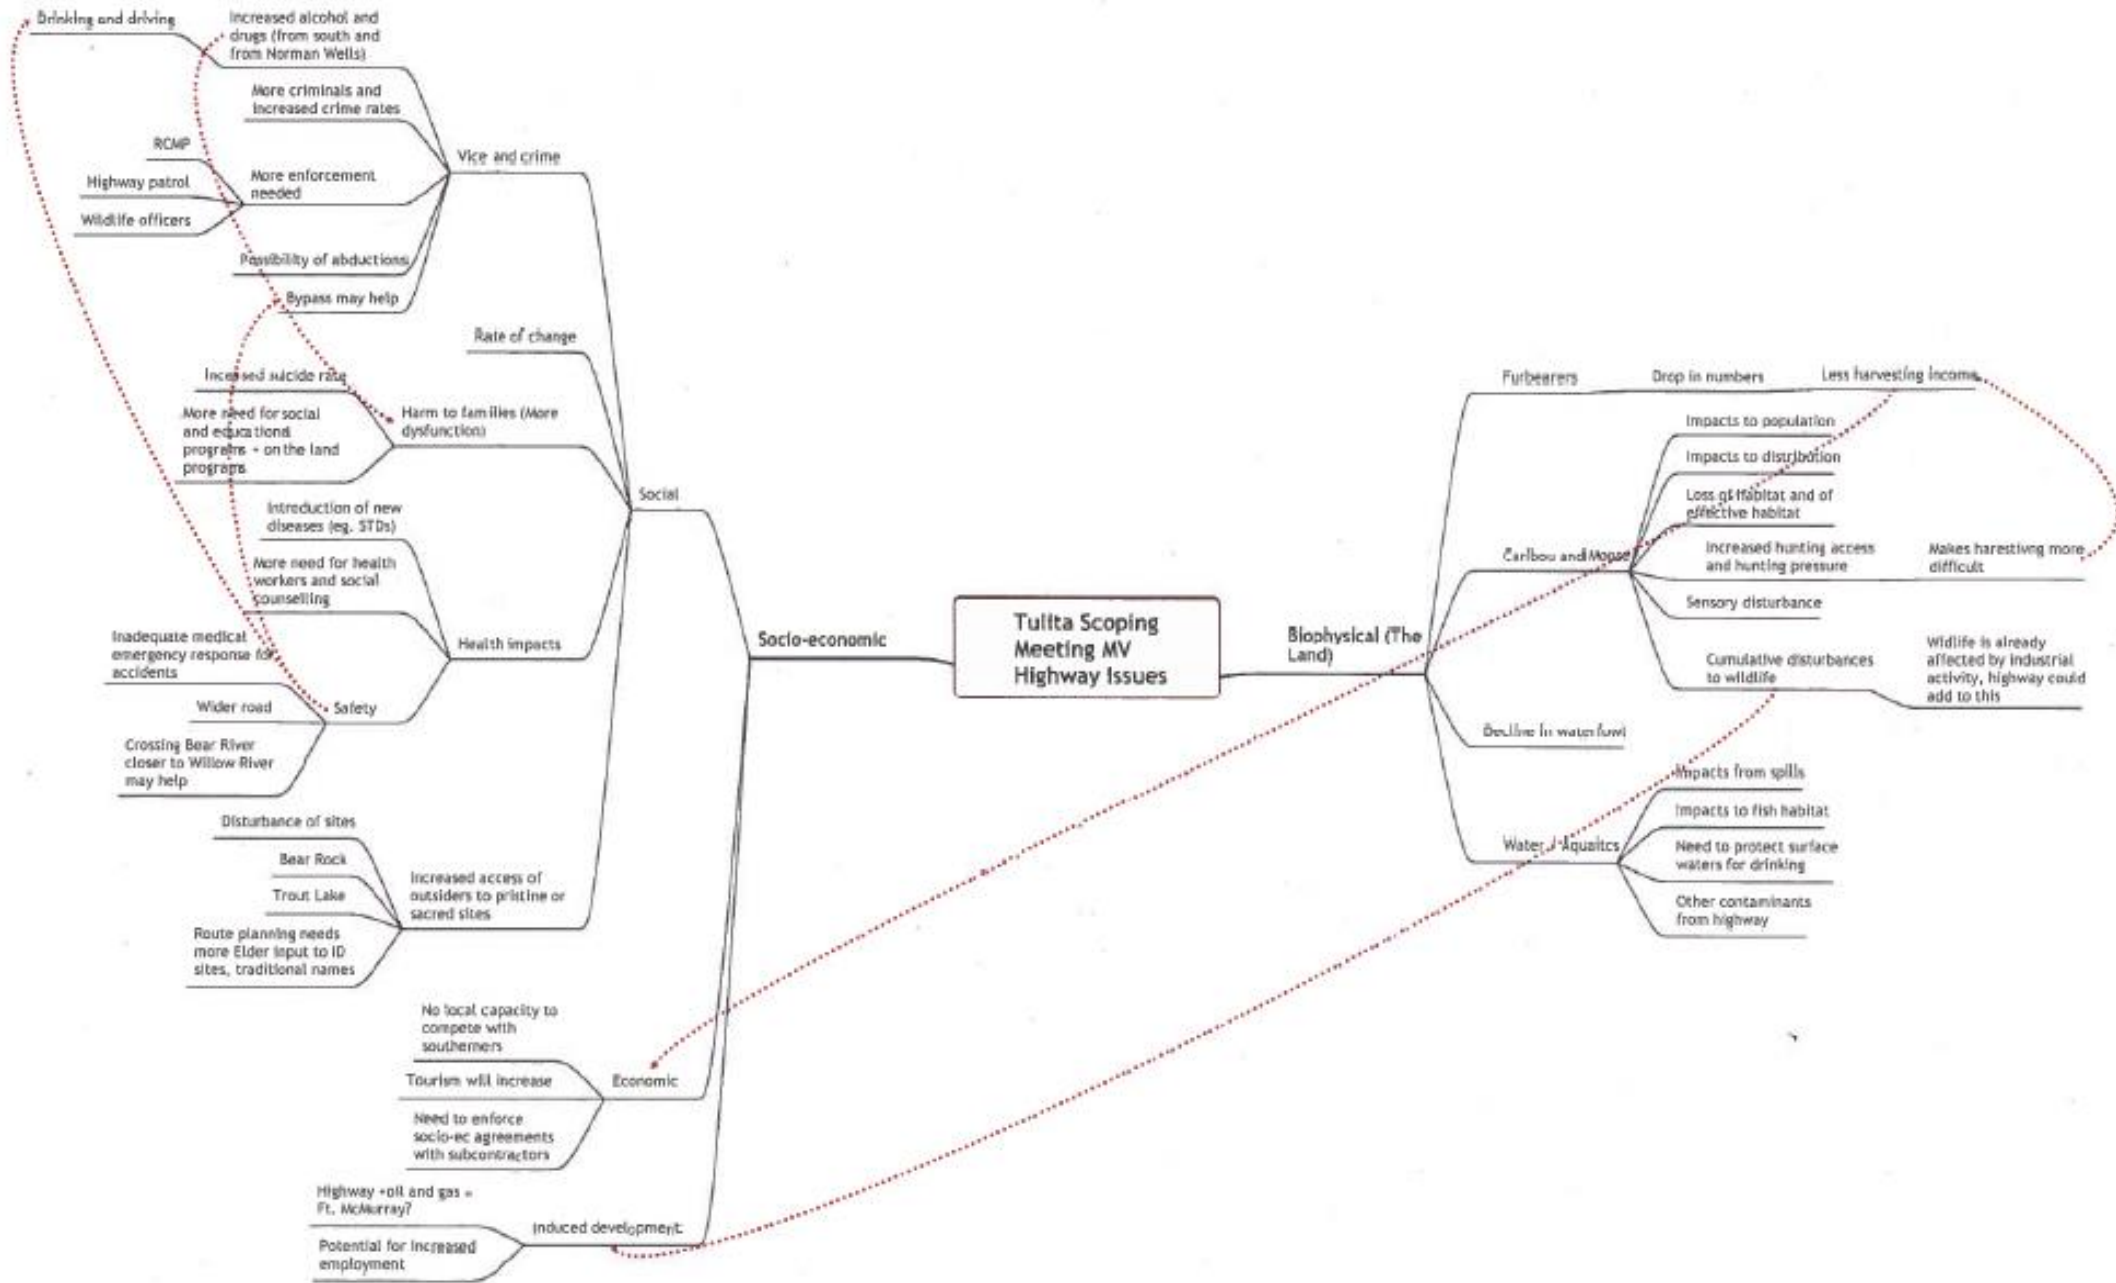 Drinking and driving
Increased alcohol and
drugs (from south and
from Norman Wells)
More criminals and
increased crime rates
RCMP
Highway patrol
Wildlife officers
More enforcement
needed
Possibility of abductions
Bypass may help
Vice and crime
Rate of change
Increased suicide rate
More need for social
and educational
programs - on the land
programs
Harm to families (More
dysfunction)
Introduction of new
diseases (eg. STDs)
More need for health
workers and social
counselling
Health impacts
Inadequate medical
emergency response for
accidents
Wider road
Crossing Bear River
closer to Willow River
may help
Safety
Disturbance of sites
Bear Rock
Trout Lake
Route planning needs
more Elder input to ID
sites, traditional names
Increased access of
outsiders to pristine or
sacred sites
Social
No local capacity to
compete with
southerners
Tourism will increase
Need to enforce
socio-ec agreements
with subcontractors
Economic
Highway +oil and gas =
Ft. McMurray?
Potential for increased
employment
Induced development
Socio-economic
Tulita Scoping
Meeting MV
Highway Issues
Biophysical (The
Land)
Furbearers
Drop in numbers
Less harvesting income
Caribou and Moose
Impacts to population
Impacts to distribution
Loss of habitat and of
effective habitat
Increased hunting access
and hunting pressure
Makes harestivng more
difficult
Sensory disturbance
Cumulative disturbances
to wildlife
Widlife is already
affected by industrial
activity, highway could
add to this
Decline in waterfowl
Water / Aquaitcs
Impacts from spills
Impacts to fish habitat
Need to protect surface
waters for drinking
Other contaminants
from highway